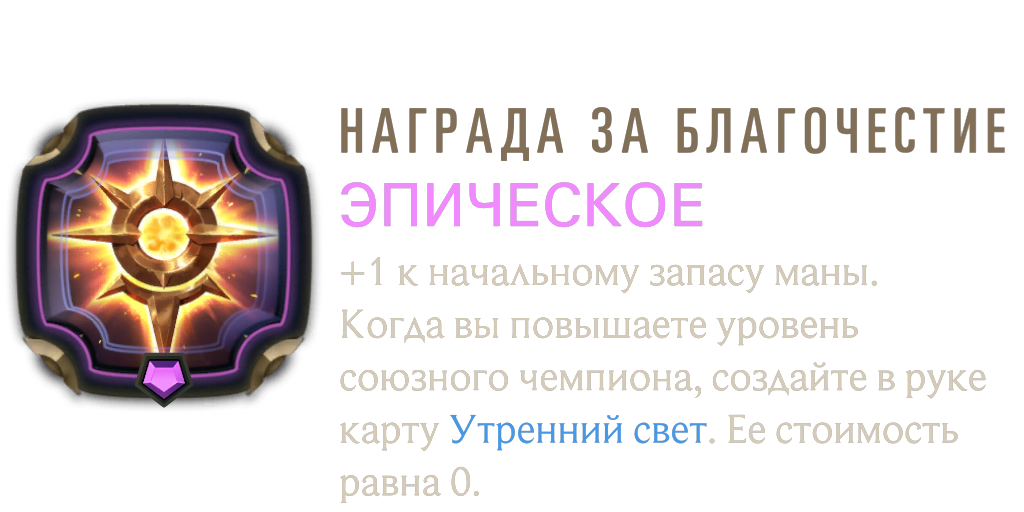 НАГРАДА ЗА БЛАГОЧЕСТИЕ
ЭПИЧЕСКОЕ
+1 к начальному запасу маны.
Когда вы повышаете уровень
союзного чемпиона, создайте в руке
карту Утренний свет. Ее стоимость
равна 0.